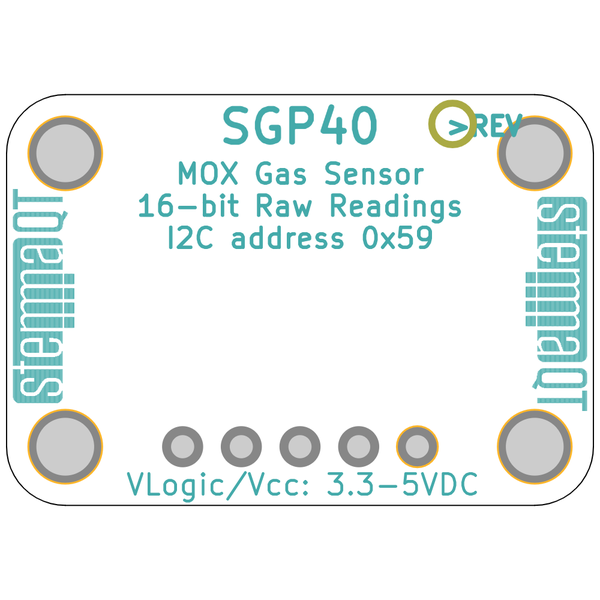 SGP40
>REV
MOX Gas Sensor
16-bit Raw Readings
I2C address 0x59
stemmaQT
stemmaQT
VLogic/Vcc: 3.3-5VDC